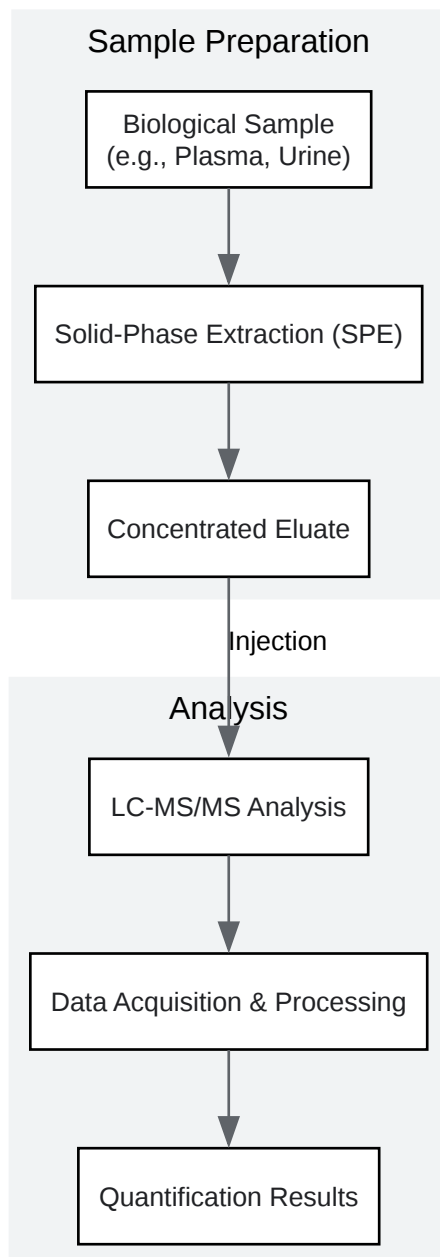 Sample Preparation
Biological Sample
(e.g., Plasma, Urine)
Solid-Phase Extraction (SPE)
Concentrated Eluate
Injection
Analysis
LC-MS/MS Analysis
Data Acquisition & Processing
Quantification Results